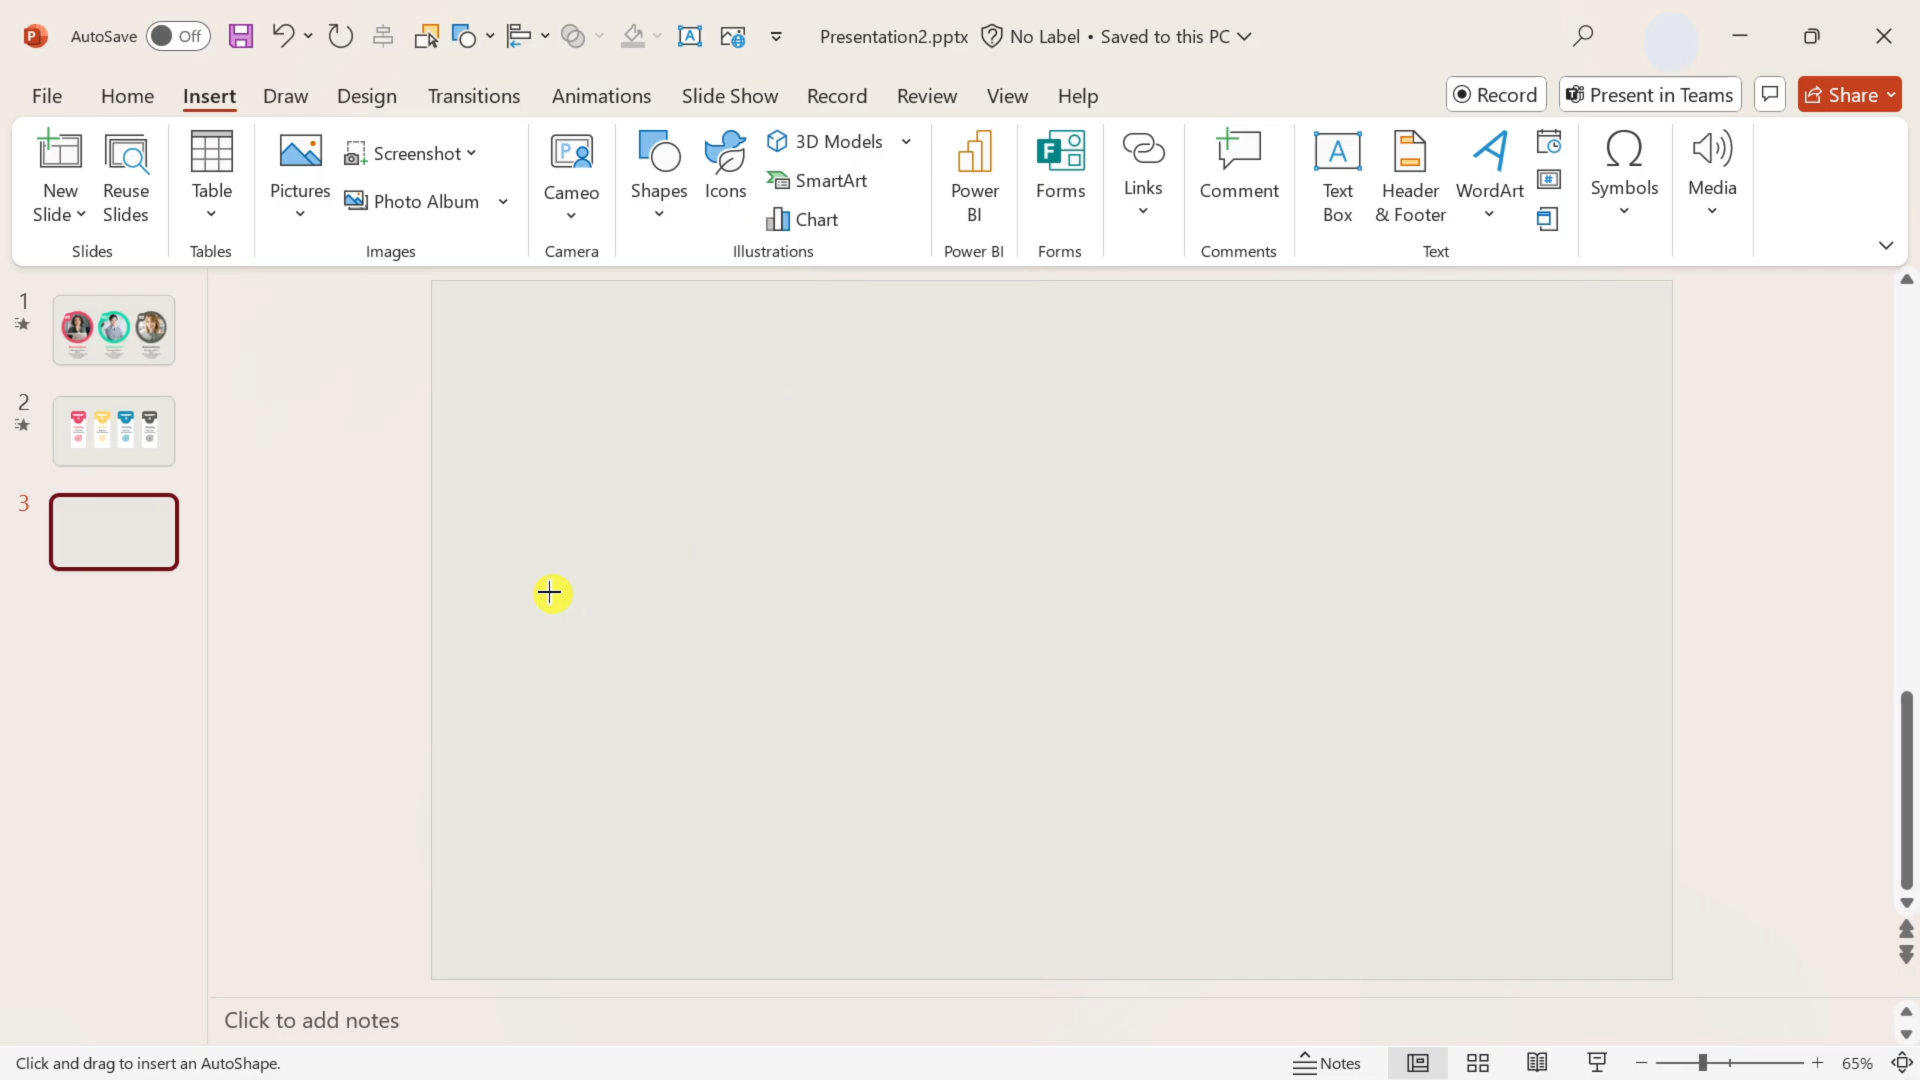 AutoSave Off Presentation2.pptx No Label • Saved to this PC
File Home Insert Draw Design Transitions Animations Slide Show Record Review View Help Record Present in Teams Share
New Slide
Reuse Slides
Slides
Table
Tables
Pictures
Screenshot
Photo Album
Images
Cameo
Camera
Shapes
Icons
3D Models
SmartArt
Chart
Illustrations
Power BI
Power BI
Forms
Forms
Links
Comment
Comments
Text Box
Header & Footer
WordArt
Text
Symbols
Media
1
2
3
Click to add notes
Click and drag to insert an AutoShape. Notes 65%